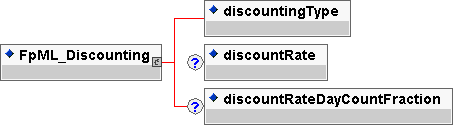 discountingType
FpML_Discounting
?
discountRate
?
discountRateDayCountFraction